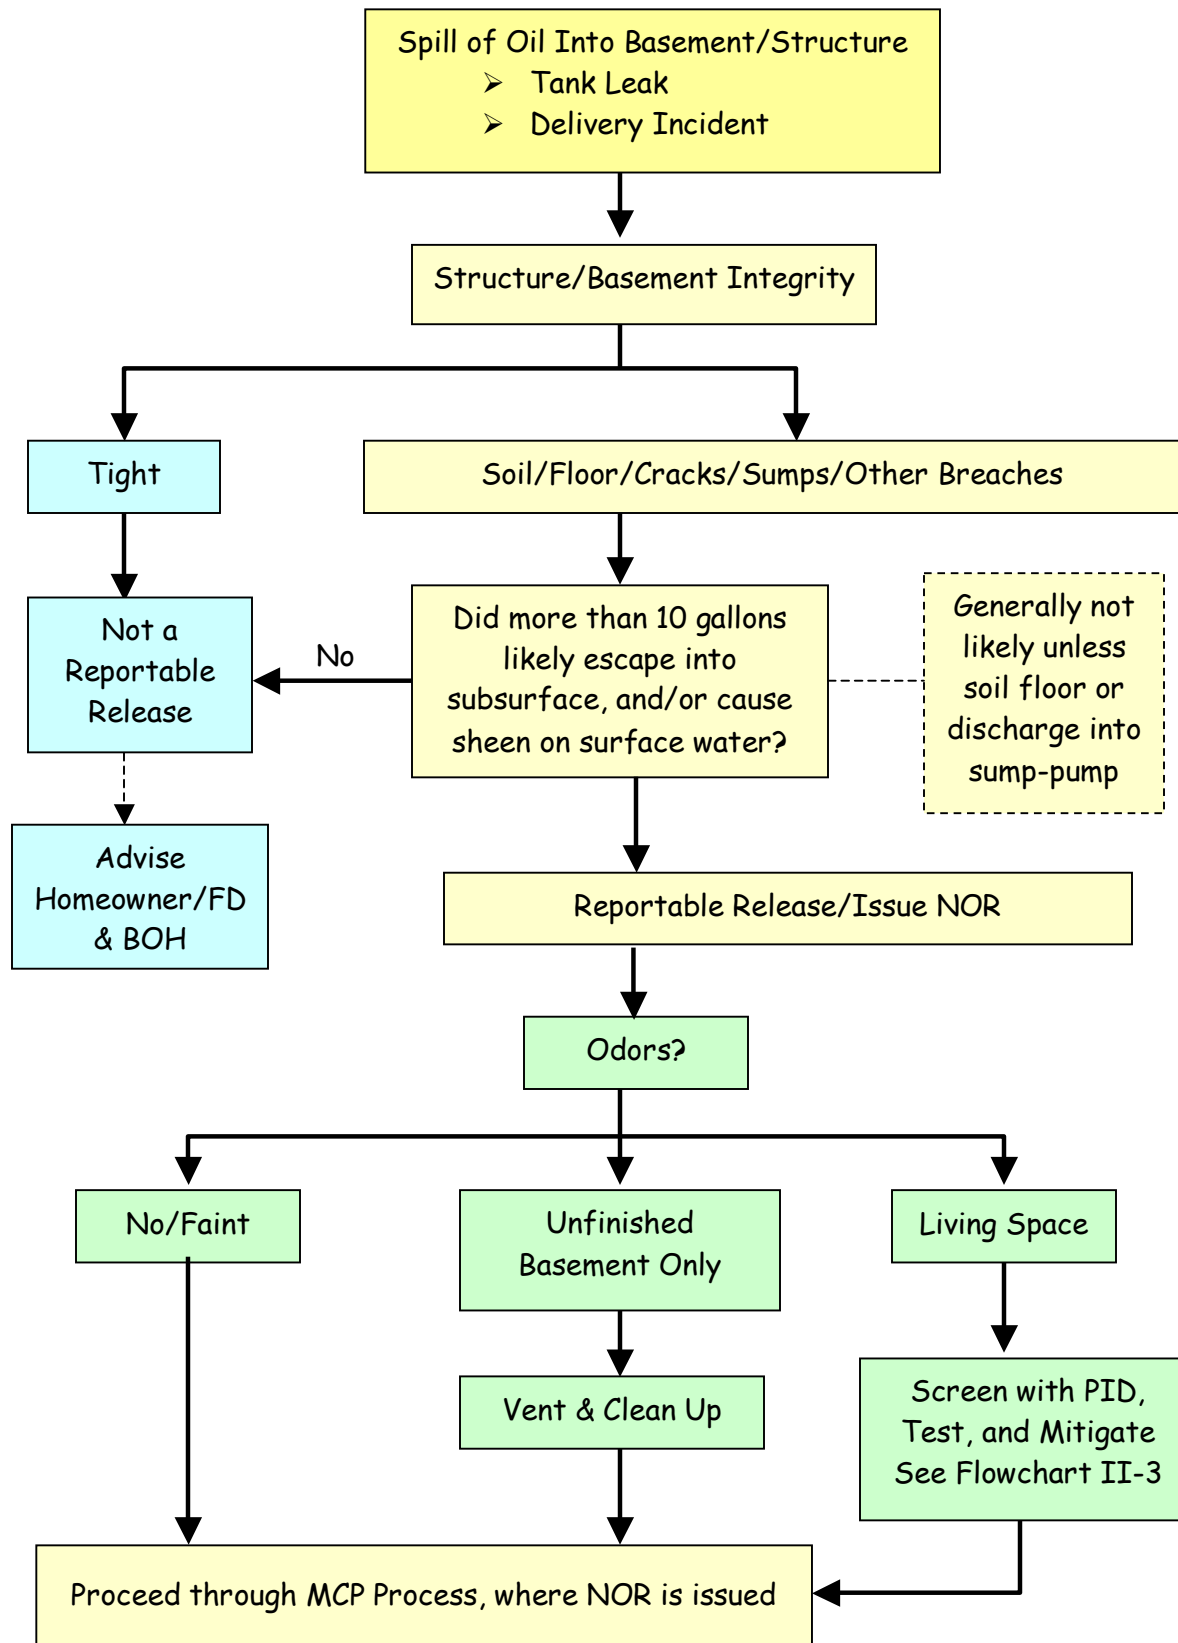 Spill of Oil Into Basement/Structure
➢ Tank Leak
➢ Delivery Incident
Structure/Basement Integrity
Tight
Soil/Floor/Cracks/Sumps/Other Breaches
Not a
Reportable
Release
No
Did more than 10 gallons
likely escape into
subsurface, and/or cause
sheen on surface water?
Generally not
likely unless
soil floor or
discharge into
sump-pump
Advise
Homeowner/FD
& BOH
Reportable Release/Issue NOR
Odors?
No/Faint
Unfinished
Basement Only
Living Space
Vent & Clean Up
Screen with PID,
Test, and Mitigate
See Flowchart II-3
Proceed through MCP Process, where NOR is issued